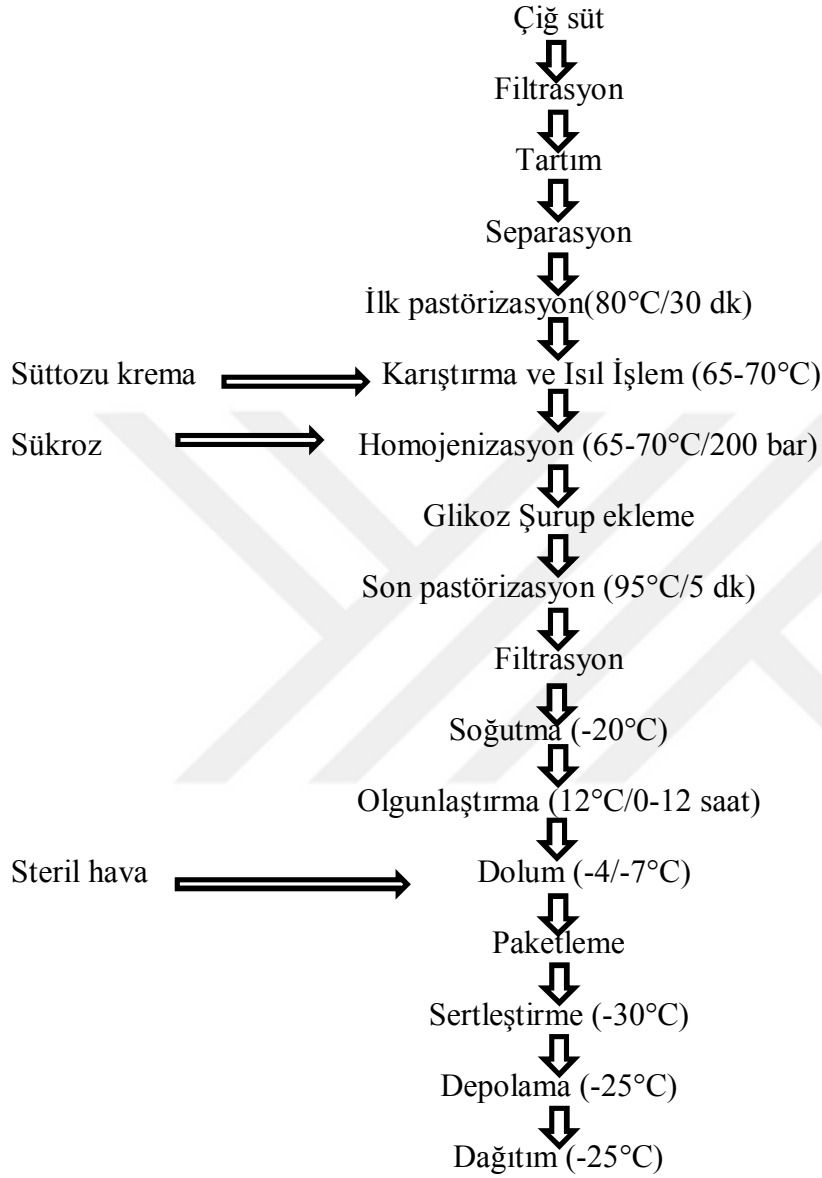 Çiğ süt
Filtrasyon
Tartım
Separasyon
İlk pastörizasyon(80°C/30 dk)
Süttozu krema
Karıştırma ve Isıl İşlem (65-70°C)
Sükroz
Homojenizasyon (65-70°C/200 bar)
Glikoz Şurup ekleme
Son pastörizasyon (95°C/5 dk)
Filtrasyon
Soğutma (-20°C)
Olgunlaştırma (12°C/0-12 saat)
Steril hava
Dolum (-4/-7°C)
Paketleme
Sertleştirme (-30°C)
Depolama (-25°C)
Dağıtım (-25°C)